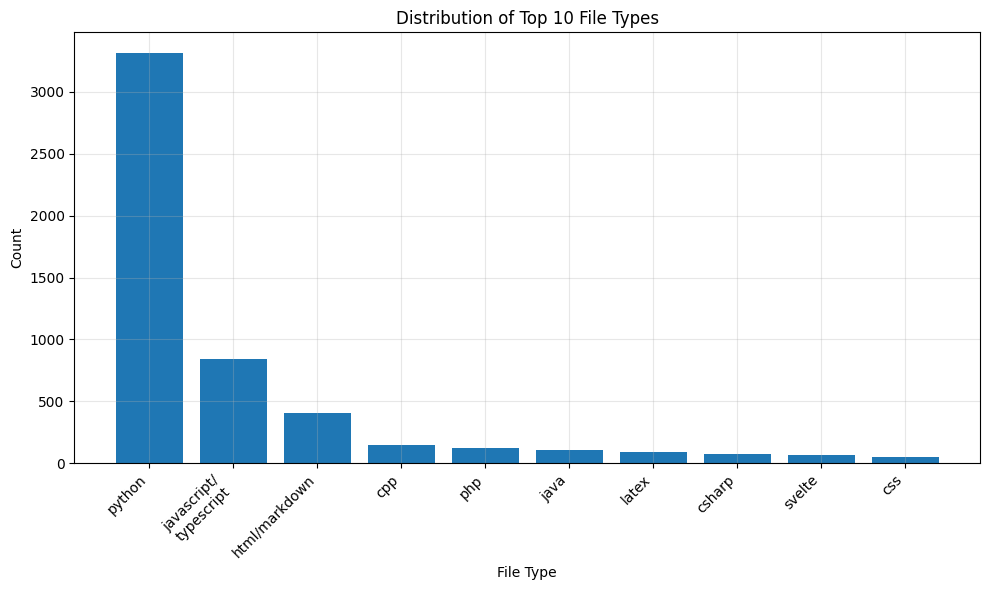 Distribution of Top 10 File Types
Count
3000
2500
2000
1500
1000
500
0
python
javascript/
typescript
html/markdown
cpp
php
java
latex
csharp
svelte
css
File Type